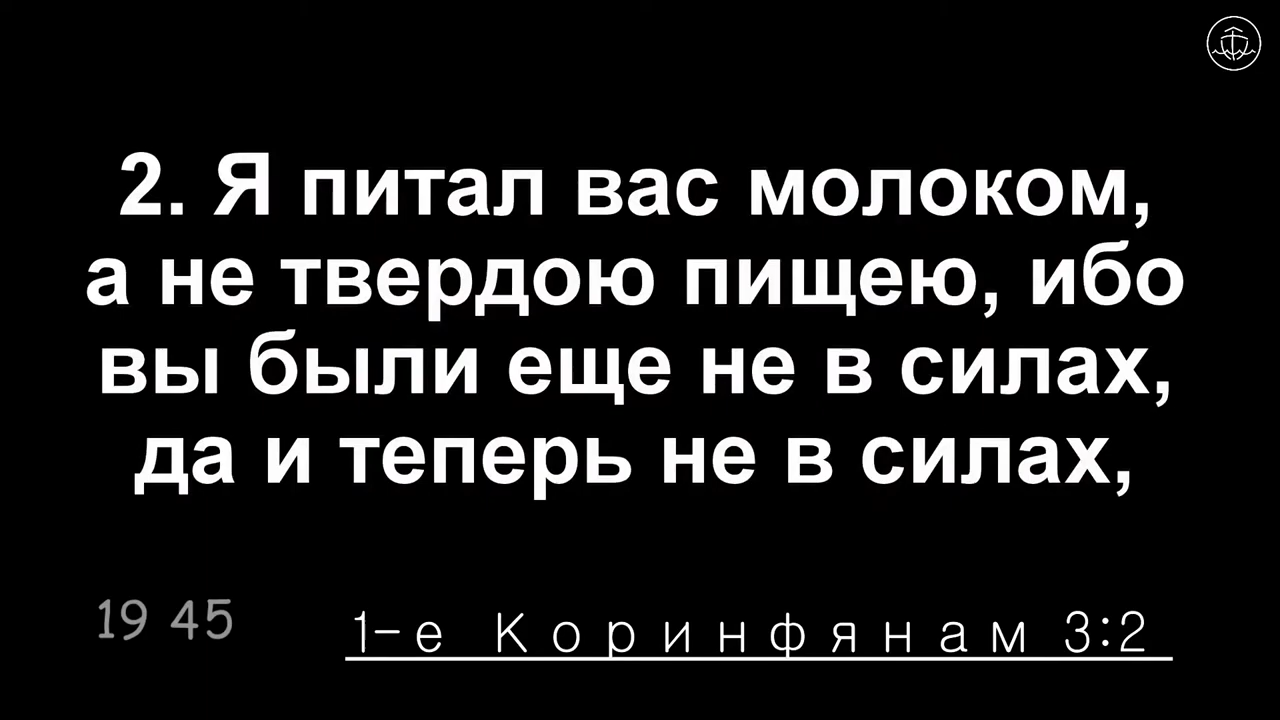 2. Я питал вас молоком,
а не твердою пищею, ибо
вы были еще не в силах,
да и теперь не в силах,
19 45
1-е Коринфянам 3:2